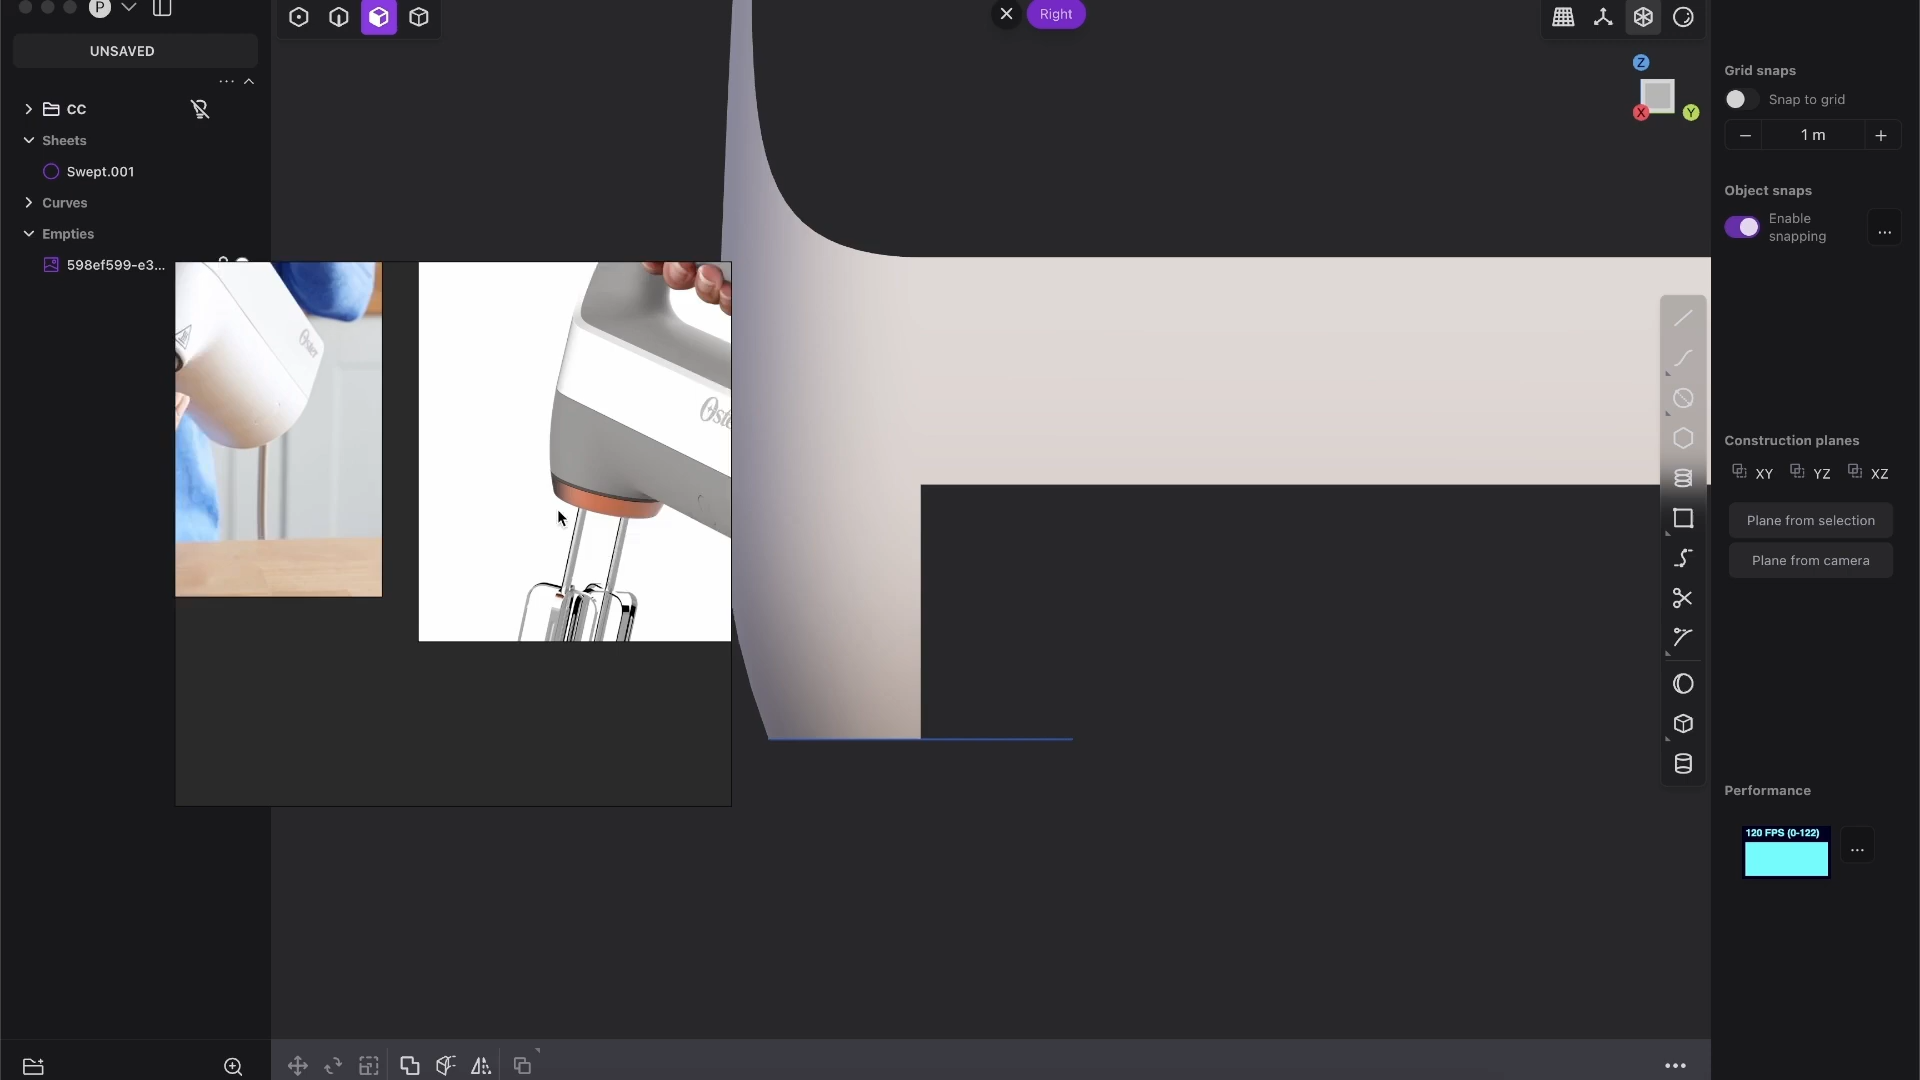 P
UNSAVED
CC
Sheets
Swept.001
Curves
Empties
598ef599-e3...
Oster
Right
Z
X
Y
Grid snaps
Snap to grid
1 m
Object snaps
Enable
snapping
Construction planes
XY
YZ
XZ
Plane from selection
Plane from camera
Performance
120 FPS (0-122)